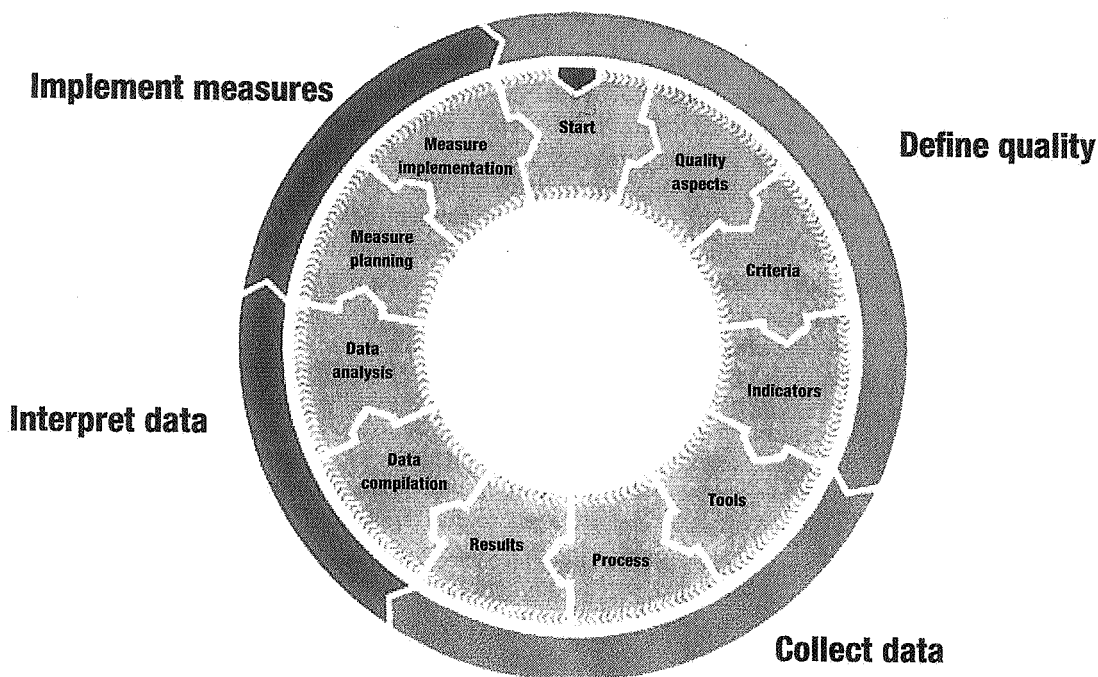 Implement measures
Define quality
Collect data
Interpret data
Start
Quality
aspects
Criteria
Indicators
Tools
Process
Results
Data
compilation
Data
analysis
Measure
planning
Measure
implementation